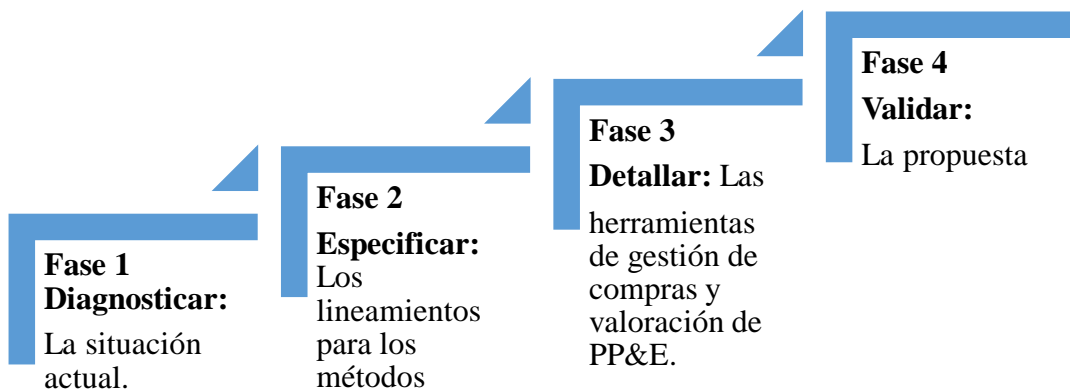 Fase 1
Diagnosticar:
La situación
actual.
Fase 2
Especificar:
Los
lineamientos
para los
métodos
Fase 3
Detallar: Las
herramientas
de gestión de
compras y
valoración de
PP&E.
Fase 4
Validar:
La propuesta